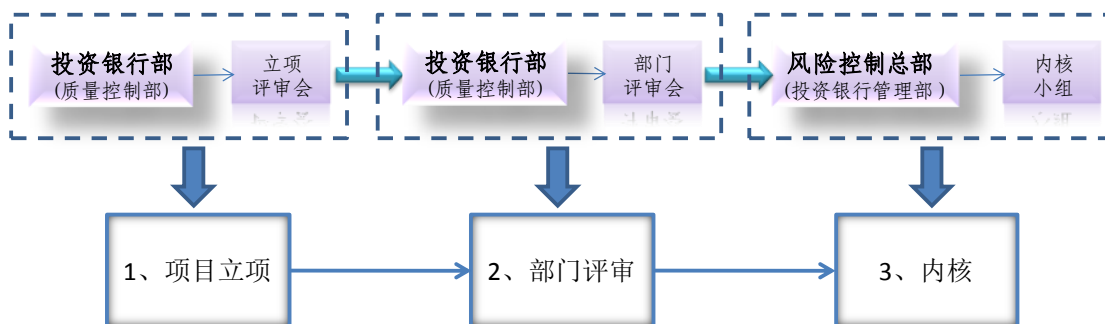 投资银行部
(质量控制部)
立项
评审会
投资银行部
(质量控制部)
部门
评审会
风险控制总部
(投资银行管理部)
内核
小组
1、项目立项
2、部门评审
3、内核